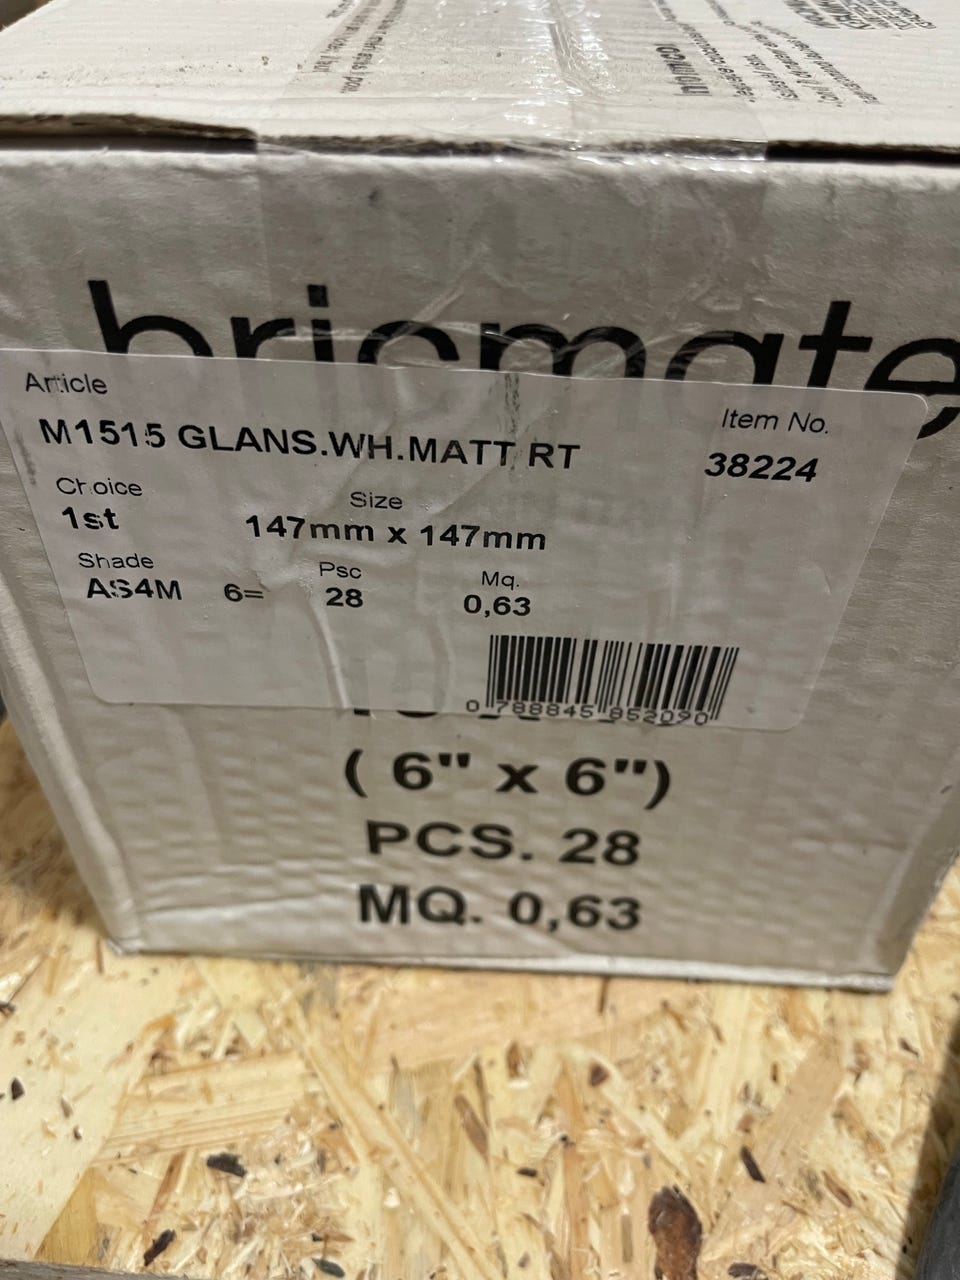 bricmate
Article
M1515 GLANS.WH.MATT RT
Item No.
38224
Choice
1st
Size
147mm x 147mm
Shade
AS4M
6=
Psc
28
Mq.
0,63
0 788845 852090
( 6" x 6")
PCS. 28
MQ. 0,63